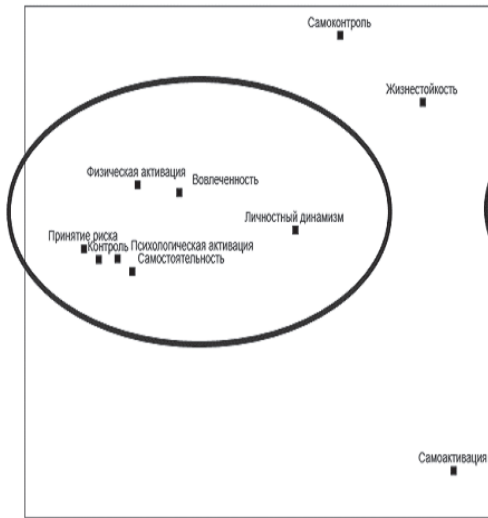 Самоконтроль
Жизнестойкость
Физическая активация
Вовлеченность
Личностный динамизм
Принятие риска
Контроль
Психологическая активация
Самостоятельность
Самоактивация